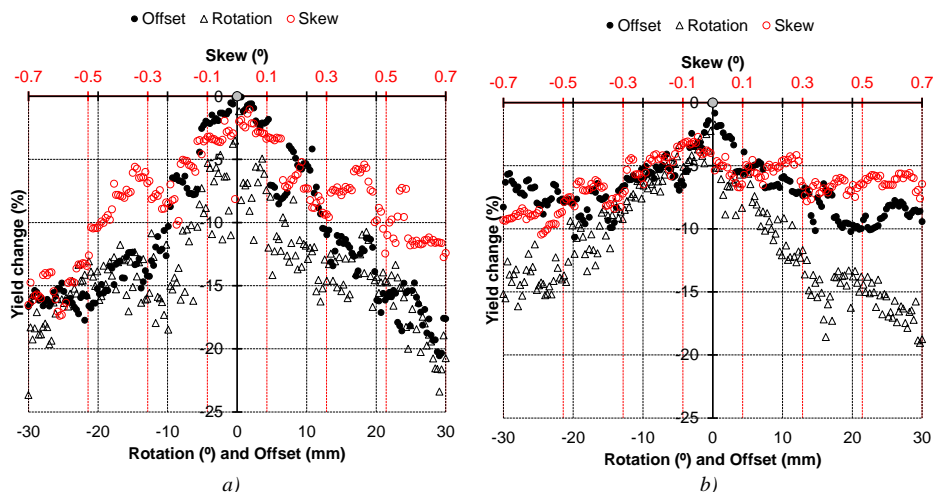 Offset Rotation Skew
Skew (º)
-0.7 -0.5 -0.3 -0.1 0.1 0.3 0.5 0.7
0
-5
-10
-15
-20
-25
Yield change (%)
-30 -20 -10 0 10 20 30
Rotation (º) and Offset (mm)
a)
Offset Rotation Skew
Skew (º)
-0.7 -0.5 -0.3 -0.1 0.1 0.3 0.5 0.7
0
-5
-10
-15
-20
-25
Yield change (%)
-30 -20 -10 0 10 20 30
Rotation (º) and Offset (mm)
b)